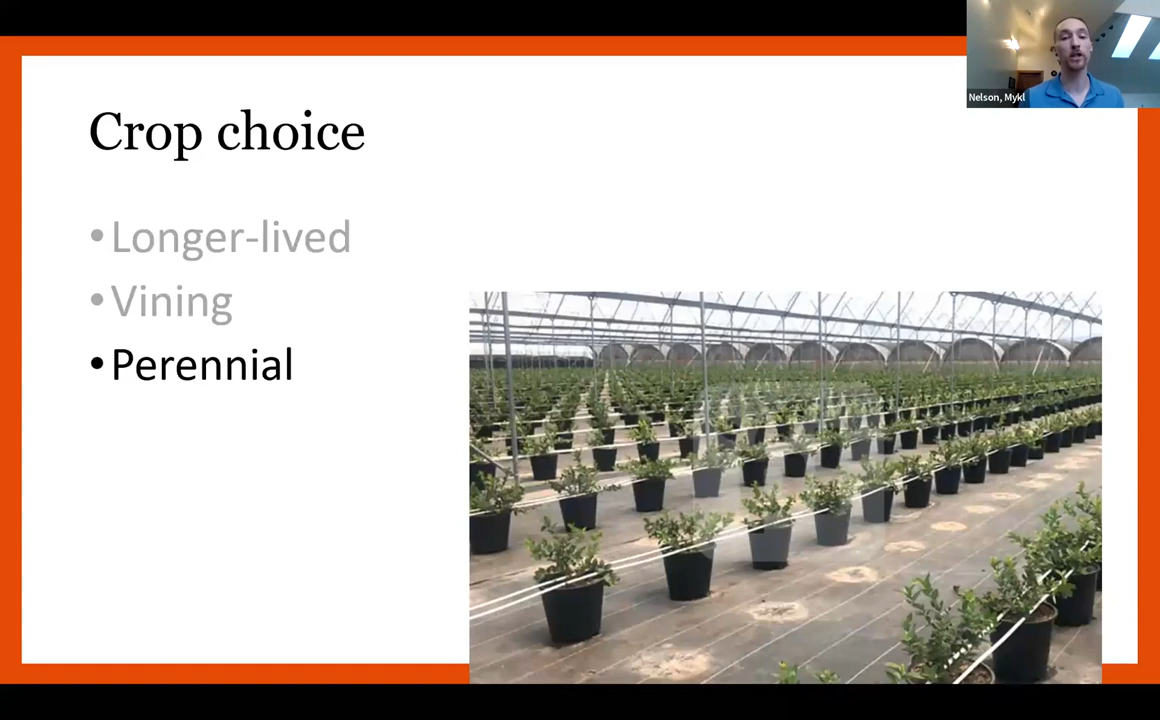 Nelson, Mykl
Crop choice
•Longer-lived
•Vining
•Perennial